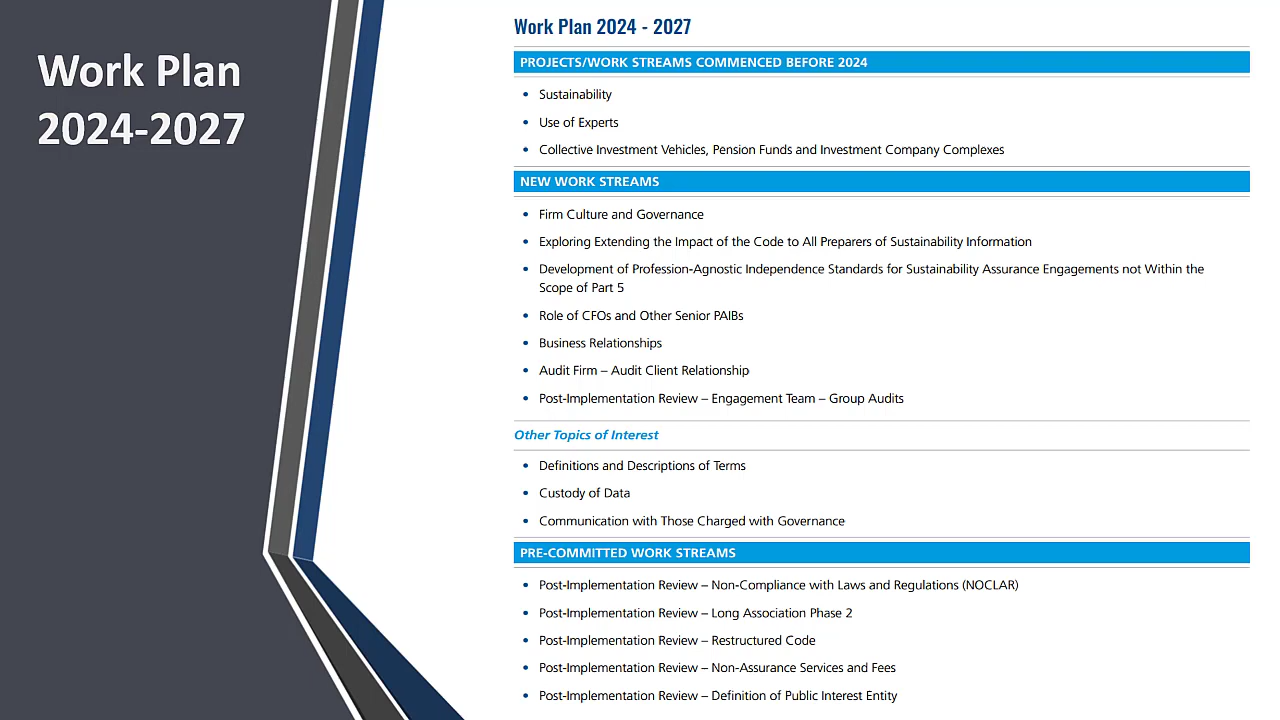 Work Plan
2024-2027
Work Plan 2024 - 2027
PROJECTS/WORK STREAMS COMMENCED BEFORE 2024
• Sustainability
• Use of Experts
• Collective Investment Vehicles, Pension Funds and Investment Company Complexes
NEW WORK STREAMS
• Firm Culture and Governance
• Exploring Extending the Impact of the Code to All Preparers of Sustainability Information
• Development of Profession-Agnostic Independence Standards for Sustainability Assurance Engagements not Within the
Scope of Part 5
• Role of CFOs and Other Senior PAIBs
• Business Relationships
• Audit Firm – Audit Client Relationship
• Post-Implementation Review – Engagement Team – Group Audits
Other Topics of Interest
• Definitions and Descriptions of Terms
• Custody of Data
• Communication with Those Charged with Governance
PRE-COMMITTED WORK STREAMS
• Post-Implementation Review – Non-Compliance with Laws and Regulations (NOCLAR)
• Post-Implementation Review – Long Association Phase 2
• Post-Implementation Review – Restructured Code
• Post-Implementation Review – Non-Assurance Services and Fees
• Post-Implementation Review – Definition of Public Interest Entity